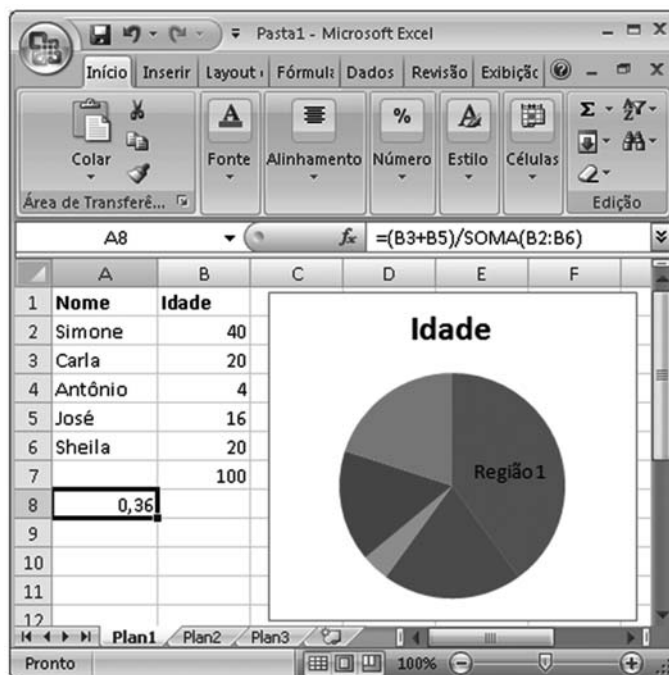 Pasta1 - Microsoft Excel
Início Inserir Layout Fórmula Dados Revisão Exibição
Colar Fonte Alinhamento Número Estilo Células
Área de Transferê... Edição
A8 fx =(B3+B5)/SOMA(B2:B6)
A B C D E F
1 Nome Idade
2 Simone 40
3 Carla 20
4 Antônio 4
5 José 16
6 Sheila 20
7 100
8 0,36
9
10
11
12
Idade
Região 1
Plan1 Plan2 Plan3
Pronto 100%